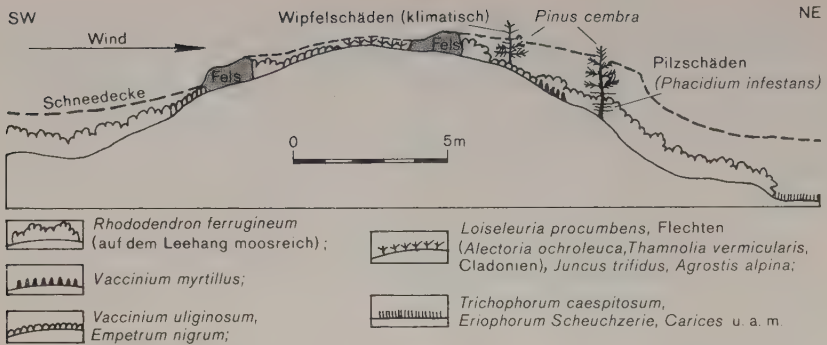 SW
NE
Wipfelschäden (klimatisch)
Pinus cembra
Wind
Pilzschäden
(Phacidium infestans)
Fels
Fels
Schneedecke
0
5m
Rhododendron ferrugineum
(auf dem Leehang moosreich);
Vaccinium myrtillus;
Vaccinium uliginosum,
Empetrum nigrum;
Loiseleuria procumbens, Flechten
(Alectoria ochroleuca,Thamnolia vermicularis,
Cladonien), Juncus trifidus, Agrostis alpina;
Trichophorum caespitosum,
Eriophorum Scheuchzerie, Carices u. a. m.